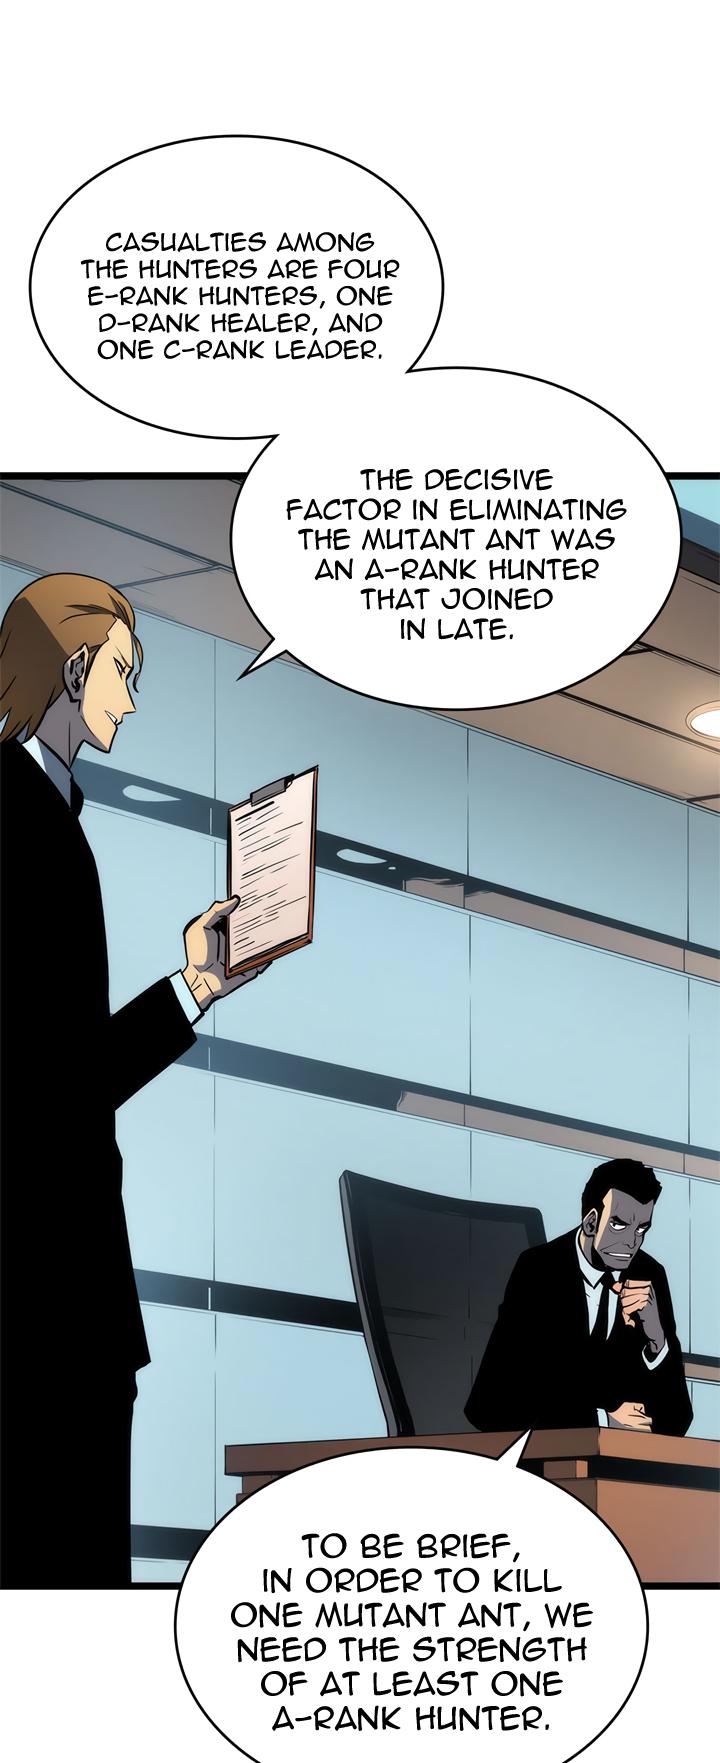 CASUALTIES AMONG
THE HUNTERS ARE FOUR
E-RANK HUNTERS, ONE
D-RANK HEALER, AND
ONE C-RANK LEADER.
THE DECISIVE
FACTOR IN ELIMINATING
THE MUTANT ANT WAS
AN A-RANK HUNTER
THAT JOINED
IN LATE.
TO BE BRIEF,
IN ORDER TO KILL
ONE MUTANT ANT, WE
NEED THE STRENGTH
OF AT LEAST ONE
A-RANK HUNTER.